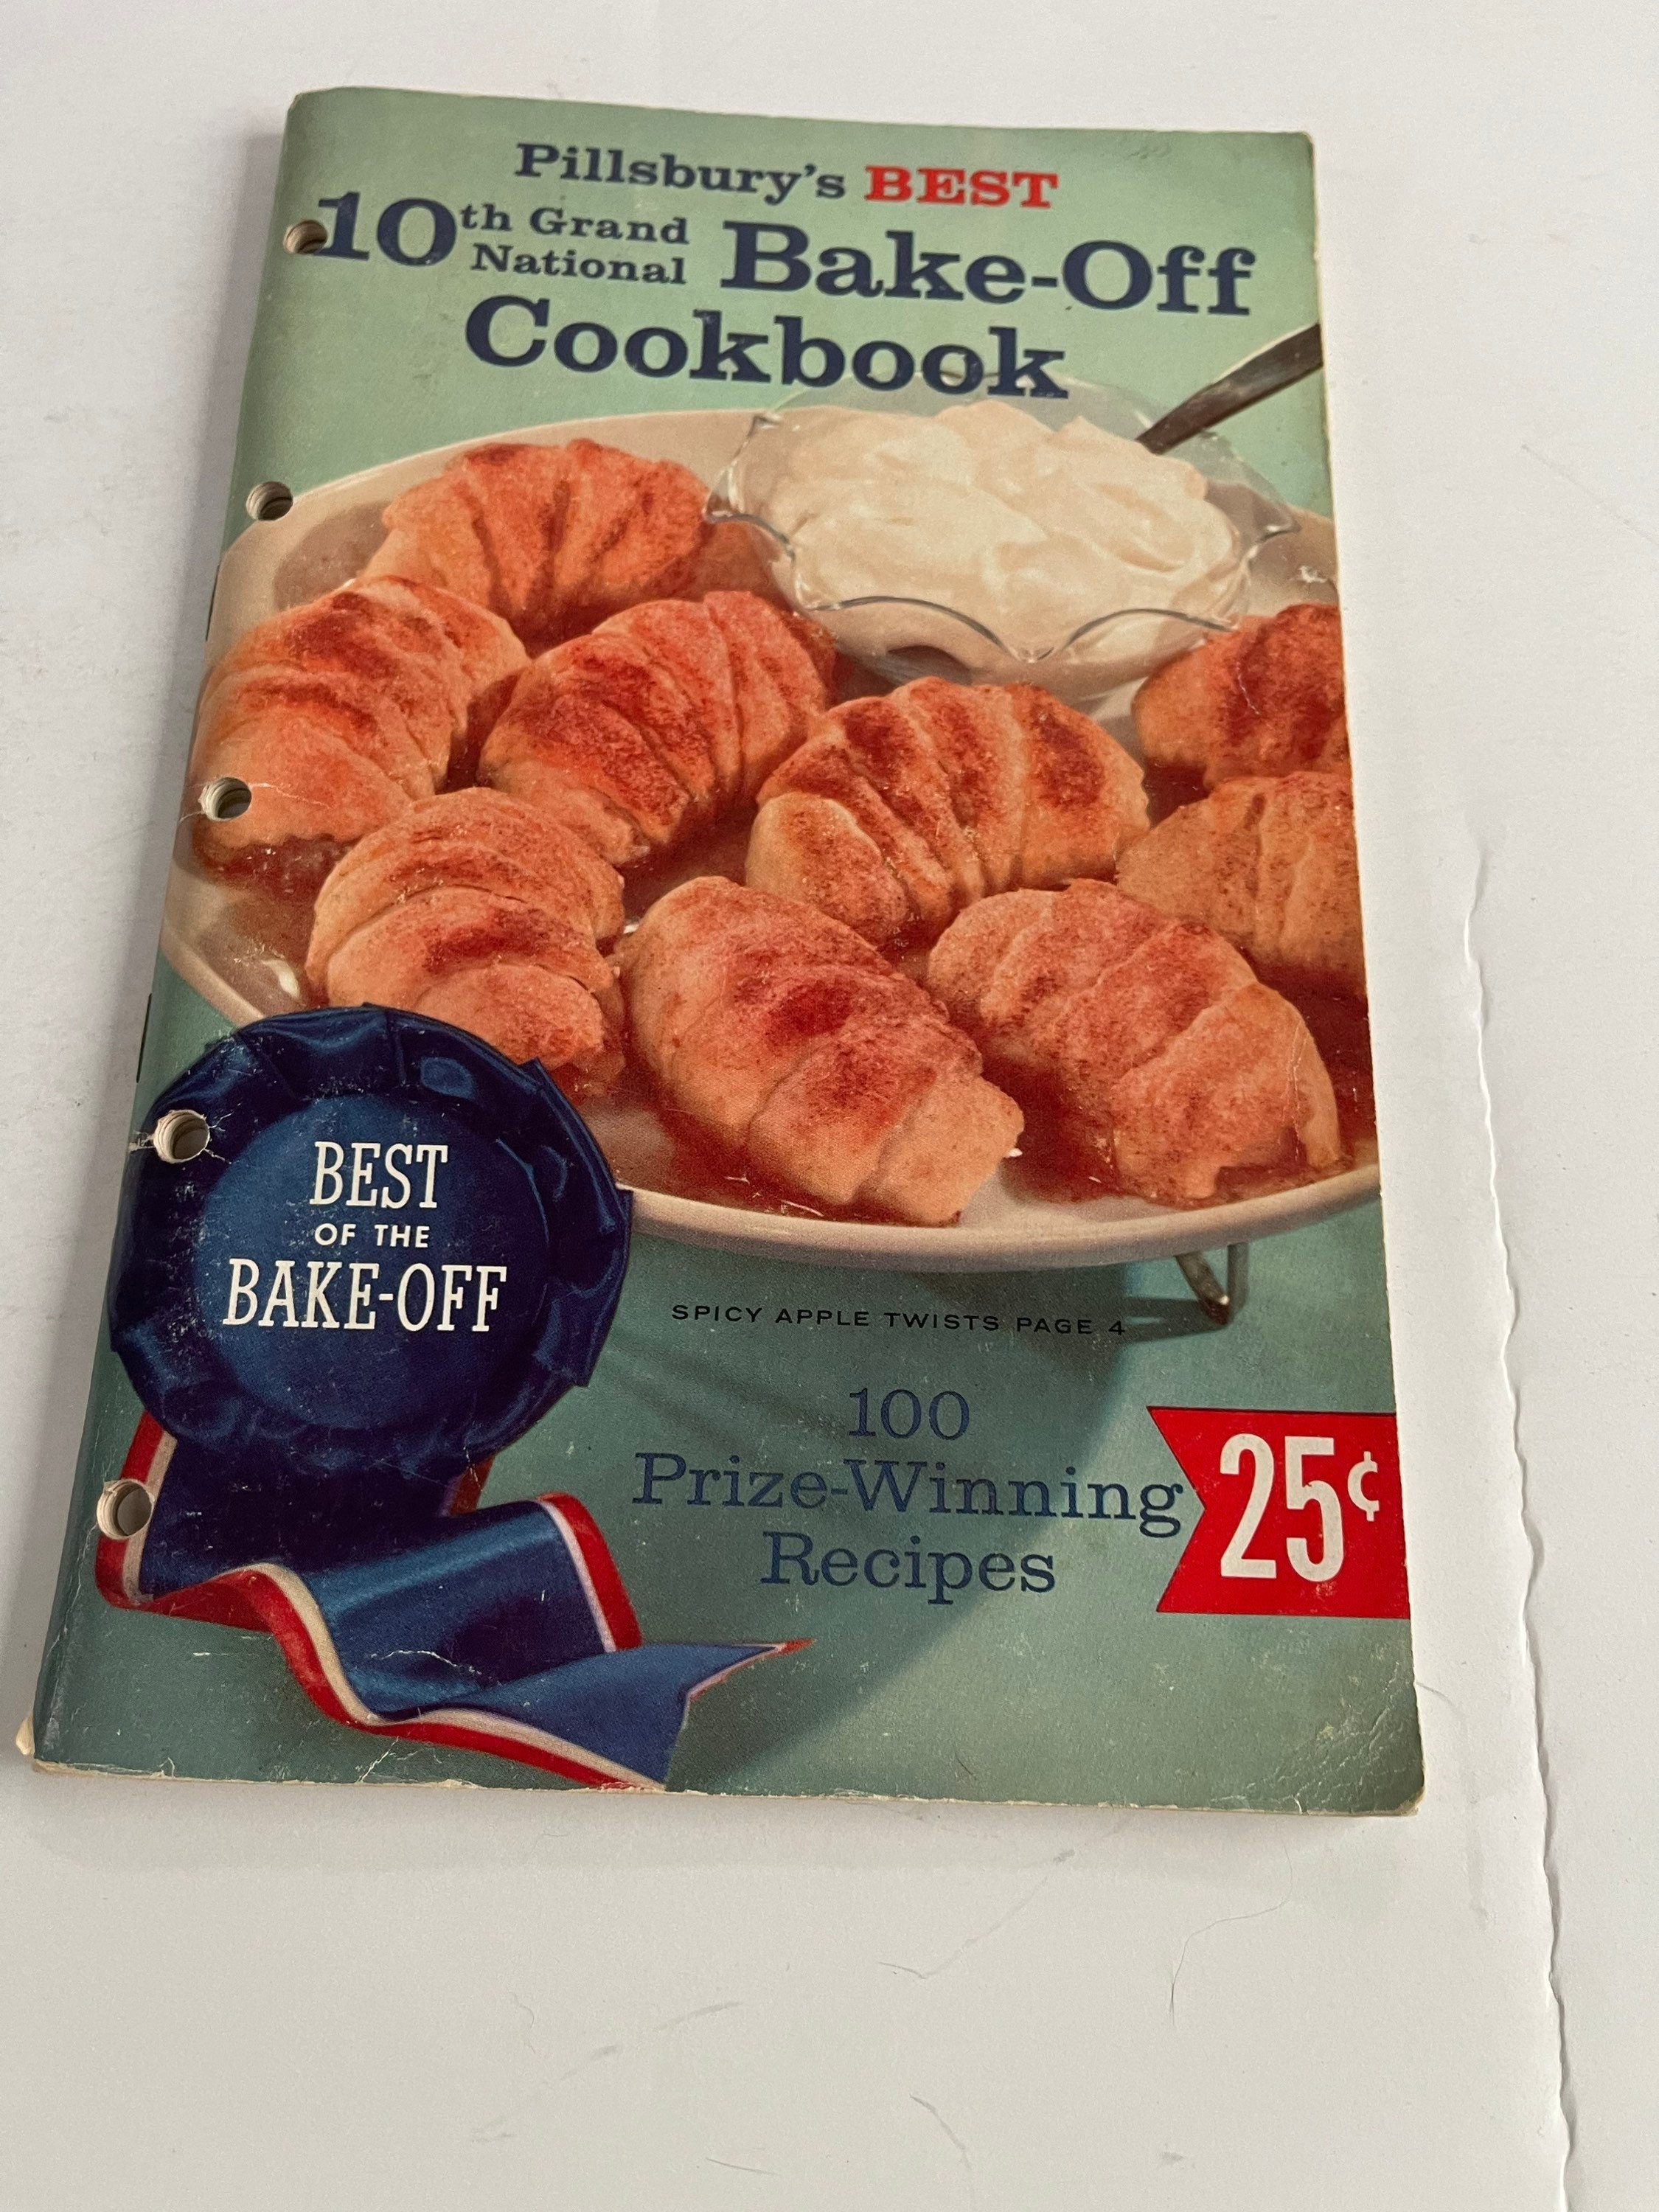 Pillsbury's BEST
10th Grand National Bake-Off
Cookbook
BEST
OF THE
BAKE-OFF
SPICY APPLE TWISTS PAGE 4
100
Prize-Winning
Recipes
25¢